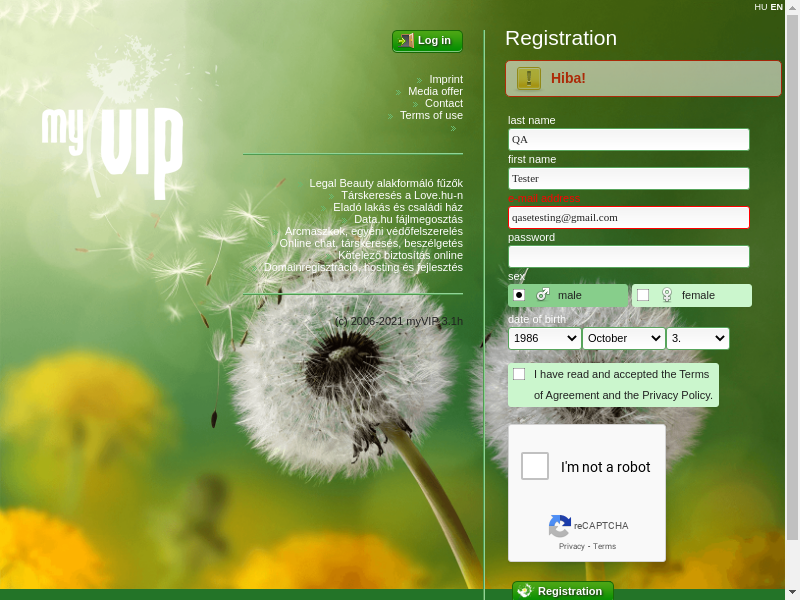 HU EN
my VIP
Log in
Imprint
Media offer
Contact
Terms of use
Legal Beauty alakformáló fűzők
Társkeresés a Love.hu-n
Eladó lakás és családi ház
Data.hu fájlmegosztás
Arcmaszkok, egyéni védőfelszerelés
Online chat, társkeresés, beszélgetés
Kötelező biztosítás online
Domainregisztráció, hosting és fejlesztés
(c) 2006-2021 myVIP 3.1h
Registration
Hiba!
last name
QA
first name
Tester
e-mail address
qasetesting@gmail.com
password
sex
male female
date of birth
1986 October 3.
I have read and accepted the Terms
of Agreement and the Privacy Policy.
I'm not a robot
reCAPTCHA
Privacy - Terms
Registration